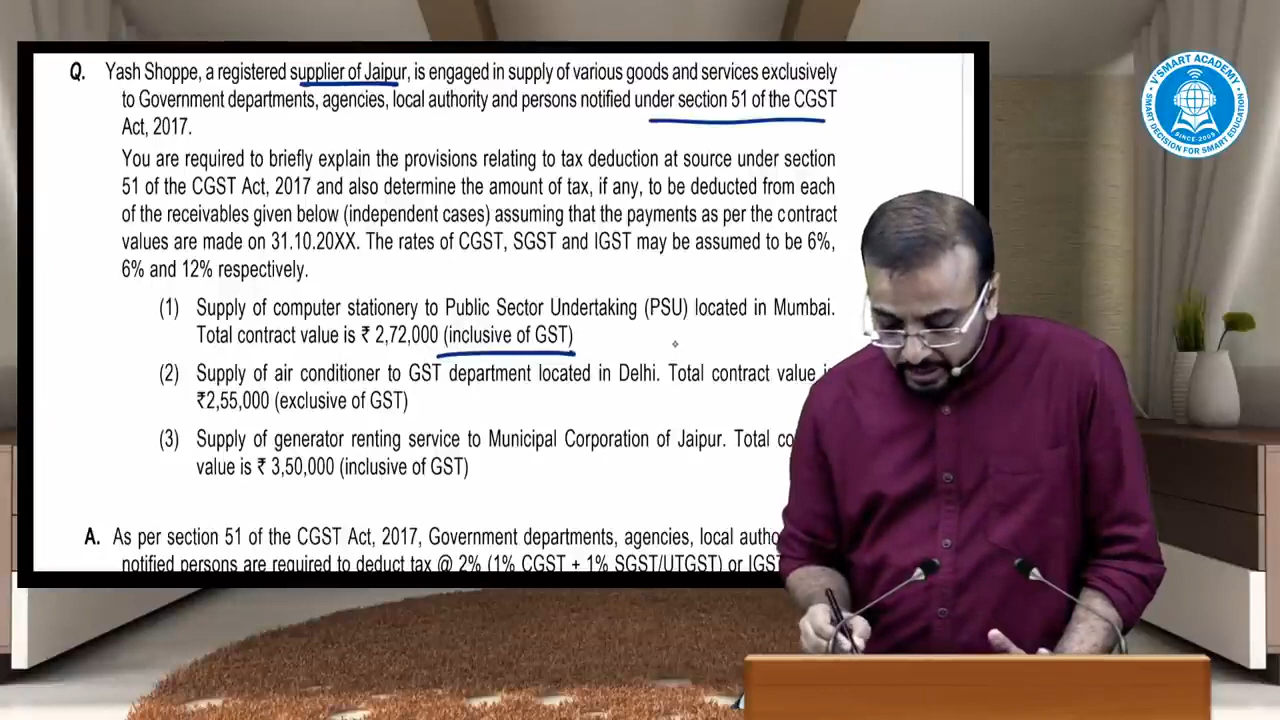 Q. Yash Shoppe, a registered supplier of Jaipur, is engaged in supply of various goods and services exclusively
to Government departments, agencies, local authority and persons notified under section 51 of the CGST
Act, 2017.
You are required to briefly explain the provisions relating to tax deduction at source under section
51 of the CGST Act, 2017 and also determine the amount of tax, if any, to be deducted from each
of the receivables given below (independent cases) assuming that the payments as per the contract
values are made on 31.10.20XX. The rates of CGST, SGST and IGST may be assumed to be 6%,
6% and 12% respectively.
(1) Supply of computer stationery to Public Sector Undertaking (PSU) located in Mumbai.
Total contract value is ₹ 2,72,000 (inclusive of GST)
(2) Supply of air conditioner to GST department located in Delhi. Total contract value
₹2,55,000 (exclusive of GST)
(3) Supply of generator renting service to Municipal Corporation of Jaipur. Total
value is ₹ 3,50,000 (inclusive of GST)
A. As per section 51 of the CGST Act, 2017, Government departments, agencies, local
notified persons are required to deduct tax @ 2% (1% CGST + 1% SGST/UTGST) or IGST
V'SMART ACADEMY
SINCE-2009
SMART DECISION FOR SMART EDUCATION